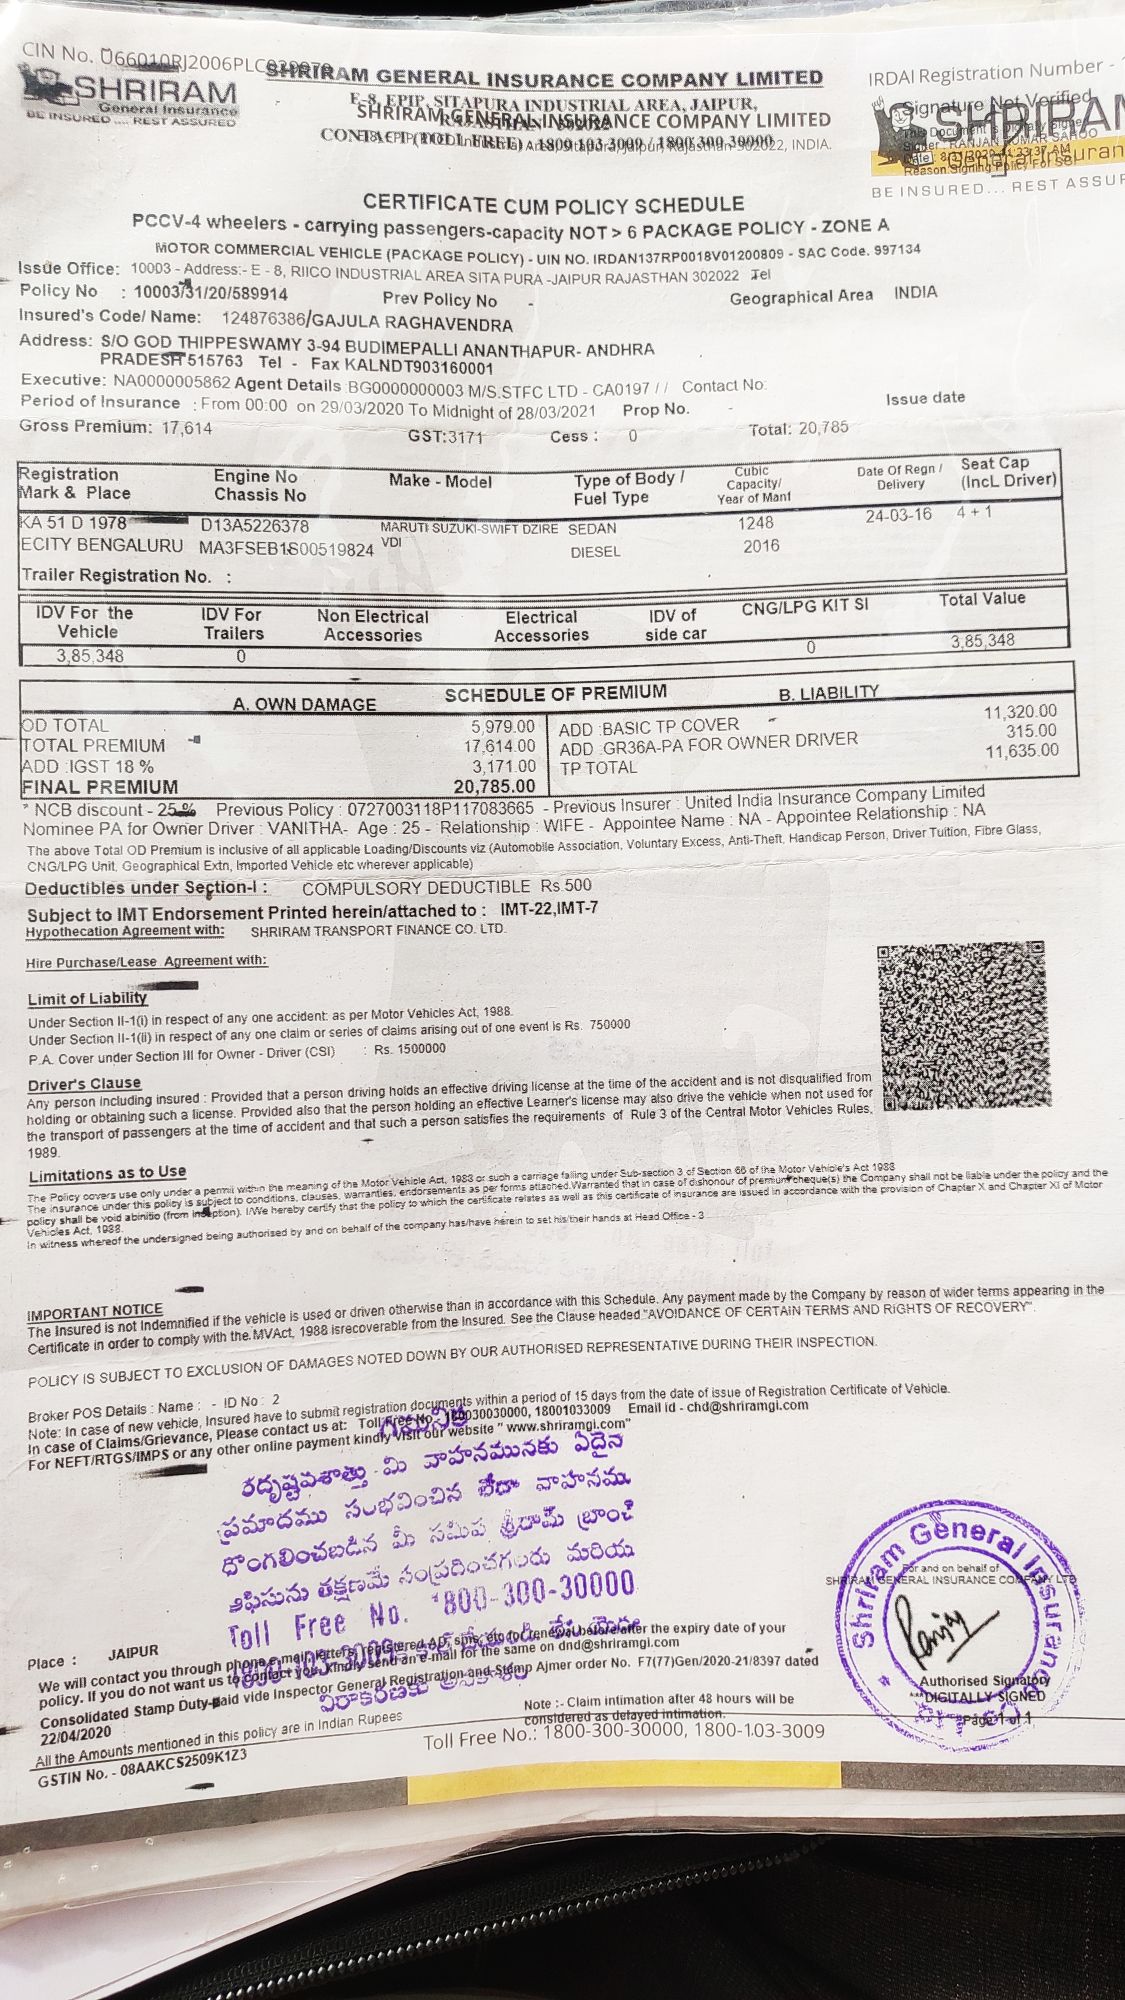 CIN No. U66010RJ2006PLC
SHRIRAM
General Insurance
BE INSURED .... REST ASSURED
SHRIRAM GENERAL INSURANCE COMPANY LIMITED
E-8, EPIP, SITAPURA INDUSTRIAL AREA, JAIPUR,
RAJASTHAN - 302022
SHRIRAM GENERAL INSURANCE COMPANY LIMITED
CONTACT (TOLL FREE) : 1800 103 3009 / 1800 300 30000
Rajasthan 302022, INDIA.
IRDAI Registration Number -
Signature Not Verified
SHRIRAM
General Insuran
Reason:Signing Policy For
BE INSURED... REST ASSUR
CERTIFICATE CUM POLICY SCHEDULE
PCCV-4 wheelers - carrying passengers-capacity NOT > 6 PACKAGE POLICY - ZONE A
MOTOR COMMERCIAL VEHICLE (PACKAGE POLICY) - UIN NO. IRDAN137RP0018V01200809 - SAC Code. 997134
Issue Office: 10003 - Address:- E - 8, RIICO INDUSTRIAL AREA SITA PURA -JAIPUR RAJASTHAN 302022 Tel
Policy No : 10003/31/20/589914 Prev Policy No - Geographical Area INDIA
Insured's Code/ Name: 124876386/GAJULA RAGHAVENDRA
Address: S/O GOD THIPPESWAMY 3-94 BUDIMEPALLI ANANTHAPUR- ANDHRA
PRADESH 515763 Tel - Fax KALNDT903160001
Executive: NA0000005862 Agent Details :BG0000000003 M/S.STFC LTD - CA0197 / / Contact No:
Period of Insurance : From 00:00 on 29/03/2020 To Midnight of 28/03/2021 Prop No. - Issue date
Gross Premium: 17,614 GST:3171 Cess : 0 Total: 20,785
Registration Mark & Place Engine No Chassis No Make - Model Type of Body / Fuel Type Cubic Capacity/ Year of Manf Date Of Regn / Delivery Seat Cap (IncL Driver)
KA 51 D 1978 D13A5226378 MARUTI SUZUKI-SWIFT DZIRE SEDAN 1248 24-03-16 4 + 1
ECITY BENGALURU MA3FSEB1S00519824 VDI DIESEL 2016
Trailer Registration No. :
IDV For the Vehicle IDV For Trailers Non Electrical Accessories Electrical Accessories IDV of side car CNG/LPG KIT SI Total Value
3,85,348 0 0 3,85,348
SCHEDULE OF PREMIUM
A. OWN DAMAGE B. LIABILITY
OD TOTAL 5,979.00 ADD :BASIC TP COVER 11,320.00
TOTAL PREMIUM 17,614.00 ADD :GR36A-PA FOR OWNER DRIVER 315.00
ADD :IGST 18 % 3,171.00 TP TOTAL 11,635.00
FINAL PREMIUM 20,785.00
* NCB discount - 25 % Previous Policy : 0727003118P117083665 - Previous Insurer : United India Insurance Company Limited
Nominee PA for Owner Driver : VANITHA- Age : 25 - Relationship : WIFE - Appointee Name : NA - Appointee Relationship : NA
The above Total OD Premium is inclusive of all applicable Loading/Discounts viz (Automobile Association, Voluntary Excess, Anti-Theft, Handicap Person, Driver Tuition, Fibre Glass,
CNG/LPG Unit, Geographical Extn, Imported Vehicle etc wherever applicable)
Deductibles under Section-I : COMPULSORY DEDUCTIBLE Rs 500
Subject to IMT Endorsement Printed herein/attached to : IMT-22,IMT-7
Hypothecation Agreement with: SHRIRAM TRANSPORT FINANCE CO. LTD.
Hire Purchase/Lease Agreement with:
Limit of Liability
Under Section II-1(i) in respect of any one accident: as per Motor Vehicles Act, 1988.
Under Section II-1(ii) in respect of any one claim or series of claims arising out of one event is Rs. 750000
P.A. Cover under Section III for Owner - Driver (CSI) : Rs. 1500000
Driver's Clause
Any person including insured : Provided that a person driving holds an effective driving license at the time of the accident and is not disqualified from
holding or obtaining such a license. Provided also that the person holding an effective Learner's license may also drive the vehicle when not used for
the transport of passengers at the time of accident and that such a person satisfies the requirements of Rule 3 of the Central Motor Vehicles Rules,
1989.
Limitations as to Use
The Policy covers use only under a permit within the meaning of the Motor Vehicle Act, 1988 or such a carriage falling under Sub-section 3 of Section 66 of the Motor Vehicle's Act 1988
The insurance under this policy is subject to conditions, clauses, warranties, endorsements as per forms attached.Warranted that in case of dishonour of premium cheque(s) the Company shall not be liable under the policy and the
policy shall be void abinitio (from inception). I/We hereby certify that the policy to which the certificate relates as well as this certificate of insurance are issued in accordance with the provision of Chapter X and Chapter XI of Motor
Vehicles Act, 1988.
In witness whereof the undersigned being authorised by and on behalf of the company has/have herein to set his/their hands at Head Office - 3
IMPORTANT NOTICE
The Insured is not Indemnified if the vehicle is used or driven otherwise than in accordance with this Schedule. Any payment made by the Company by reason of wider terms appearing in the
Certificate in order to comply with the.MVAct, 1988 isrecoverable from the Insured. See the Clause headed "AVOIDANCE OF CERTAIN TERMS AND RIGHTS OF RECOVERY".
POLICY IS SUBJECT TO EXCLUSION OF DAMAGES NOTED DOWN BY OUR AUTHORISED REPRESENTATIVE DURING THEIR INSPECTION.
Broker POS Details : Name : - ID No : 2
Note: In case of new vehicle, Insured have to submit registration documents within a period of 15 days from the date of issue of Registration Certificate of Vehicle.
In case of Claims/Grievance, Please contact us at: Toll Free No. 180030030000, 18001033009 Email id - chd@shriramgi.com
For NEFT/RTGS/IMPS or any other online payment kindly visit our website " www.shriramgi.com"
గమనిక
అదృష్టవశాత్తు మీ వాహనమునకు ఏదైన
ప్రమాదము సంభవించిన లేదా వాహనము
దొంగలించబడిన మీ సమీప శ్రీరామ్ బ్రాంచ్
ఆఫీసును తక్షణమే సంప్రదించగలరు మరియు
Toll Free No. 1800-300-30000
1800-103-3009
Place : JAIPUR
We will contact you through phone,e-mail, letters, registered AD, sms, etc for renewal before/after the expiry date of your
policy. If you do not want us to contact you, kindly send an e-mail for the same on dnd@shriramgi.com
Consolidated Stamp Duty-paid vide Inspector General Registration and Stamp Ajmer order No. F7(77)Gen/2020-21/8397 dated
22/04/2020
All the Amounts mentioned in this policy are in Indian Rupees
GSTIN No. - 08AAKCS2509K1Z3
Note :- Claim intimation after 48 hours will be
considered as delayed intimation.
Toll Free No.: 1800-300-30000, 1800-103-3009
For and on behalf of
SHRIRAM GENERAL INSURANCE COMPANY LTD
Shriram General Insurance Co. Ltd.
Authorised Signatory
***DIGITALLY SIGNED
Page 1 of 1